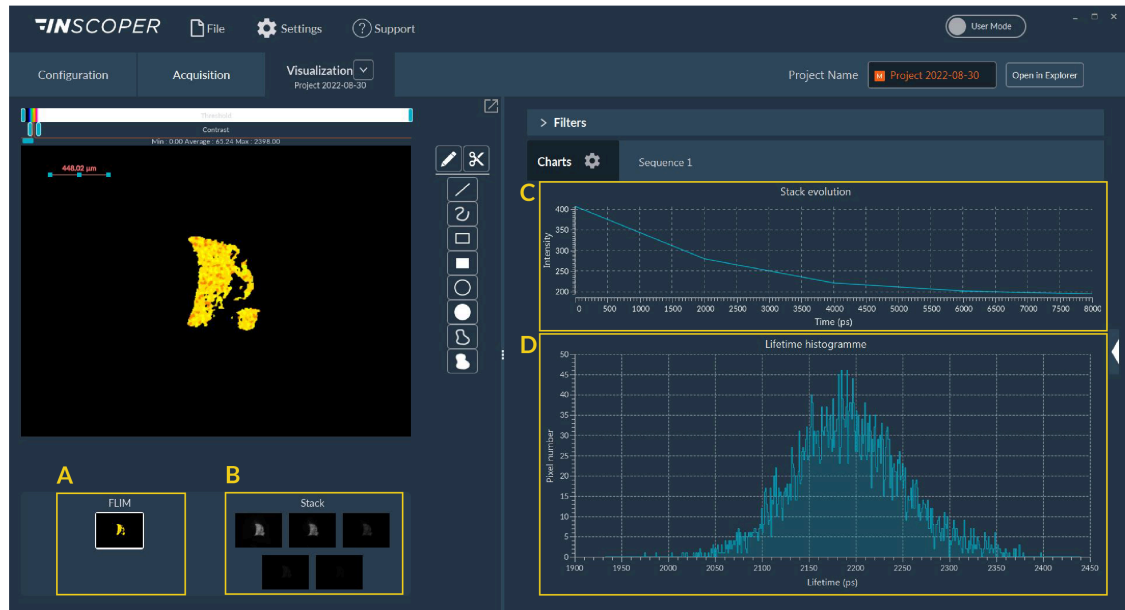 INSCOPER File Settings ? Support User Mode
Configuration Acquisition Visualization Project Name M Project 2022-08-30 Open in Explorer
Project 2022-08-30
Threshold
Contrast
Min : 0.00 Average : 65.24 Max : 2398.00
448.02 µm
> Filters
Charts Sequence 1
C
Stack evolution
400
350
300
250
200
Intensity
0 500 1000 1500 2000 2500 3000 3500 4000 4500 5000 5500 6000 6500 7000 7500 8000
Time (ps)
D
Lifetime histogramme
50
45
40
35
30
25
20
15
10
5
0
Pixel number
1900 1950 2000 2050 2100 2150 2200 2250 2300 2350 2400 2450
Lifetime (ps)
A
FLIM
B
Stack